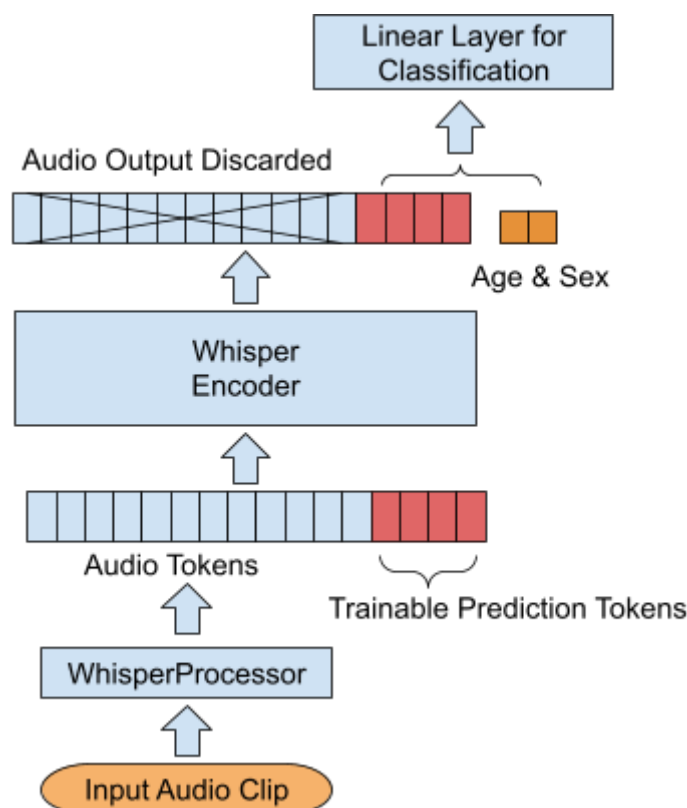 Linear Layer for
Classification
Audio Output Discarded
Age & Sex
Whisper
Encoder
Audio Tokens
Trainable Prediction Tokens
WhisperProcessor
Input Audio Clip